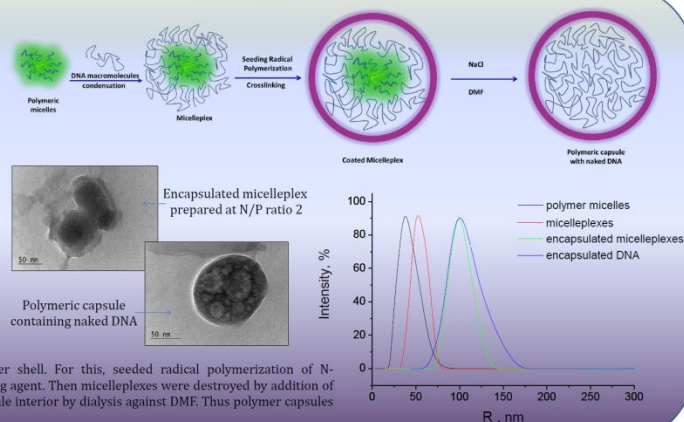 Polymeric
micelles
DNA macromolecules
condensation
Micelleplex
Seeding Radical
Polymerization
Crosslinking
Coated Micelleplex
NaCl
DMF
Polymeric capsule
with naked DNA
50 nm
Encapsulated micelleplex
prepared at N/P ratio 2
Polymeric capsule
containing naked DNA
50 nm
Intensity, %
100
80
60
40
20
0
0 50 100 150 200 250 300
R , nm
polymer micelles
micelleplexes
encapsulated micelleplexes
encapsulated DNA
er shell. For this, seeded radical polymerization of N-
g agent. Then micelleplexes were destroyed by addition of
le interior by dialysis against DMF. Thus polymer capsules